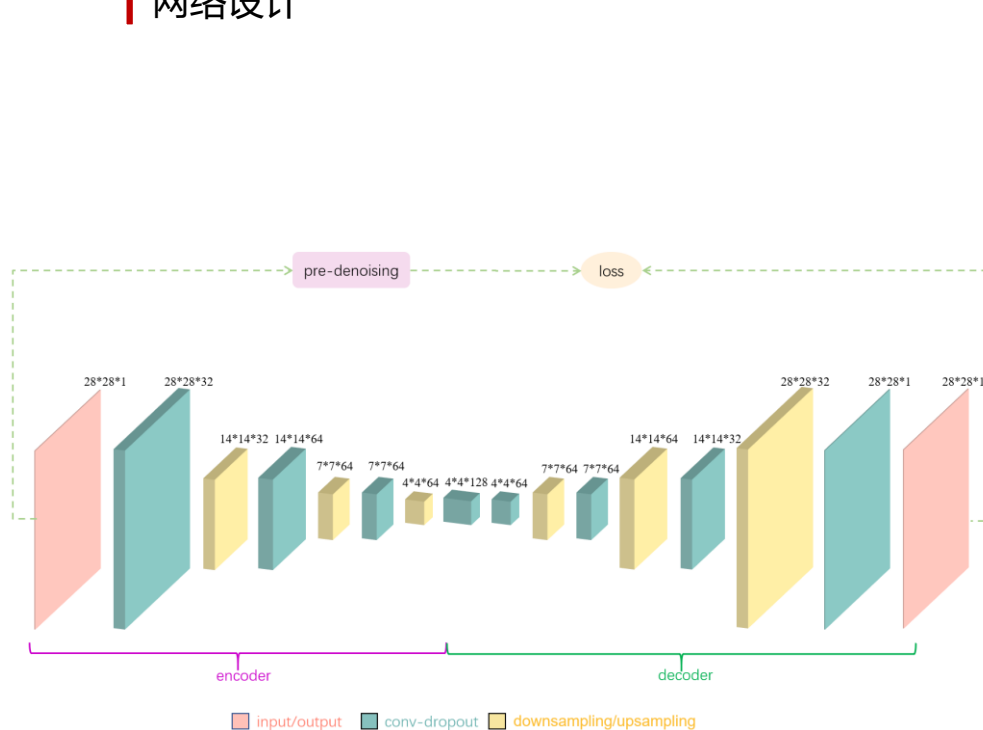 网络设计
pre-denoising
loss
28*28*1
28*28*32
14*14*32
14*14*64
7*7*64
7*7*64
4*4*64
4*4*128
4*4*64
7*7*64
7*7*64
14*14*64
14*14*32
28*28*32
28*28*1
28*28*1
encoder
decoder
input/output
conv-dropout
downsampling/upsampling